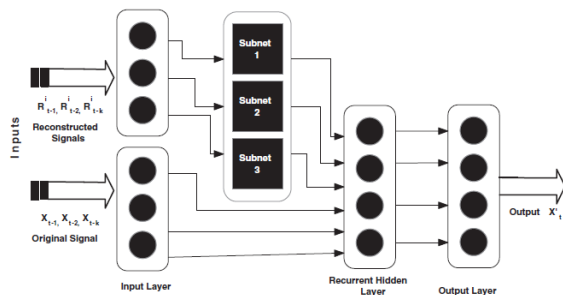 Inputs
R^i_{t-1}, R^i_{t-2}, R^i_{t-k}
Reconstructed
Signals
X_{t-1}, X_{t-2}, X_{t-k}
Original Signal
Input Layer
Subnet
1
Subnet
2
Subnet
3
Recurrent Hidden
Layer
Output Layer
Output X'_t